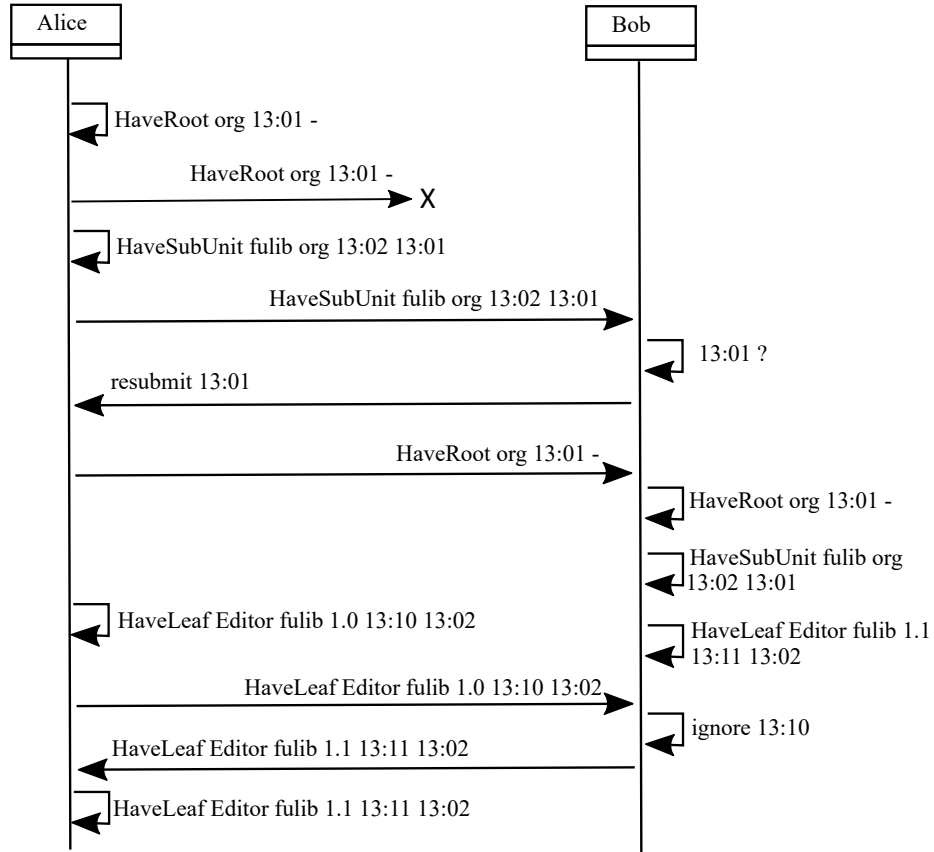 Alice
Bob
HaveRoot org 13:01 -
HaveRoot org 13:01 -
X
HaveSubUnit fulib org 13:02 13:01
HaveSubUnit fulib org 13:02 13:01
13:01 ?
resubmit 13:01
HaveRoot org 13:01 -
HaveRoot org 13:01 -
HaveSubUnit fulib org
13:02 13:01
HaveLeaf Editor fulib 1.0 13:10 13:02
HaveLeaf Editor fulib 1.1
13:11 13:02
HaveLeaf Editor fulib 1.0 13:10 13:02
ignore 13:10
HaveLeaf Editor fulib 1.1 13:11 13:02
HaveLeaf Editor fulib 1.1 13:11 13:02